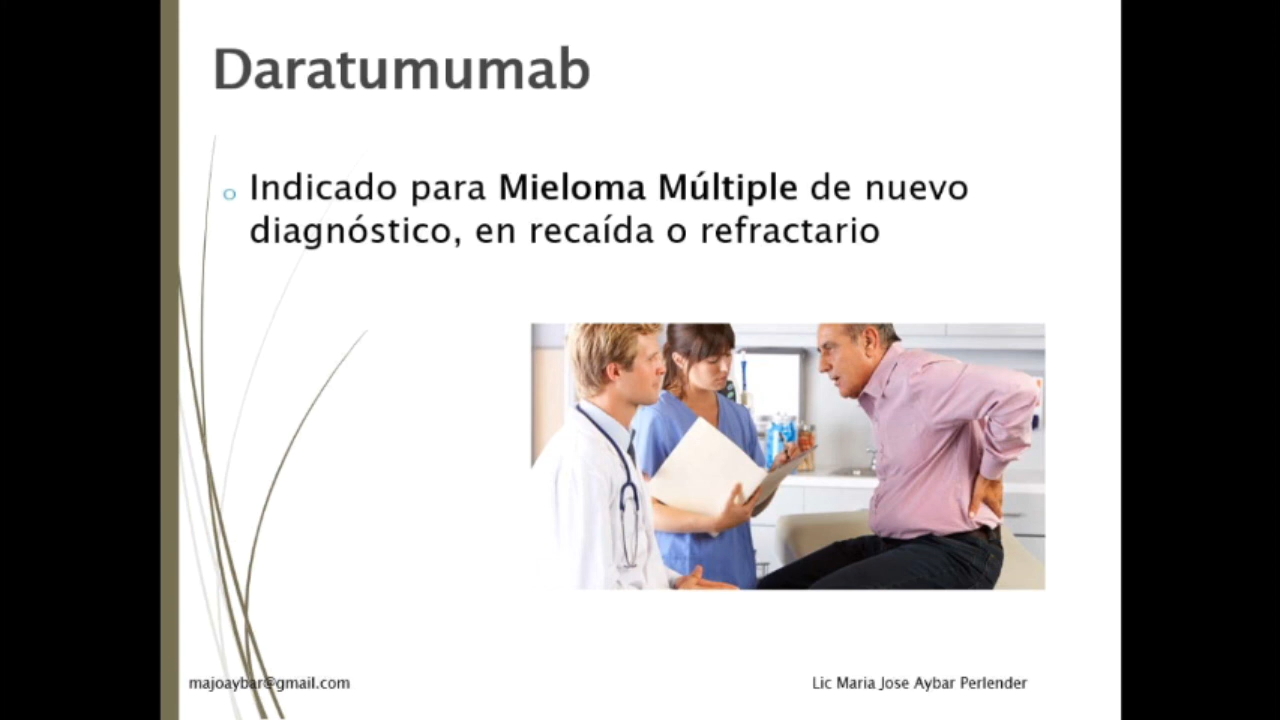 Daratumumab
Indicado para Mieloma Múltiple de nuevo
diagnóstico, en recaída o refractario
majoaybar@gmail.com
Lic Maria Jose Aybar Perlender